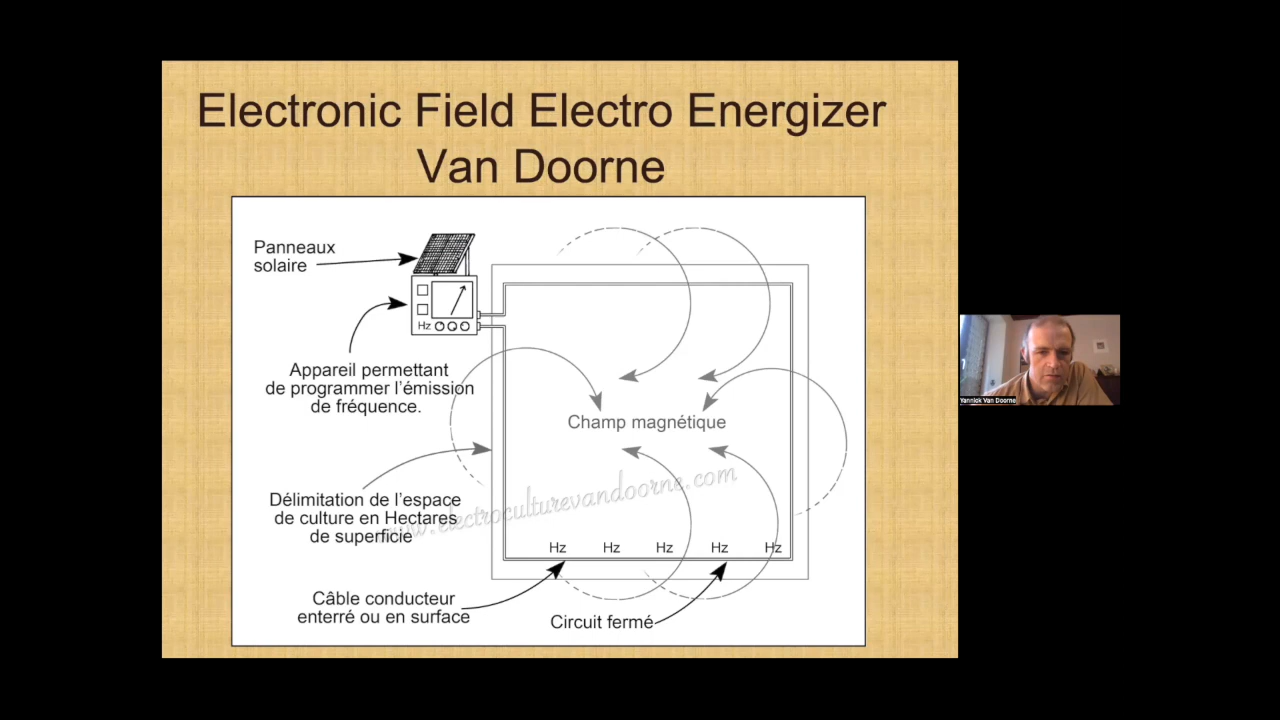 Electronic Field Electro Energizer
Van Doorne
Panneaux
solaire
Hz
Appareil permettant
de programmer l'émission
de fréquence.
Champ magnétique
Délimitation de l'espace
de culture en Hectares
de superficie
www.electroculturevandoorne.com
Hz Hz Hz Hz Hz
Câble conducteur
enterré ou en surface
Circuit fermé
Yannick Van Doorne